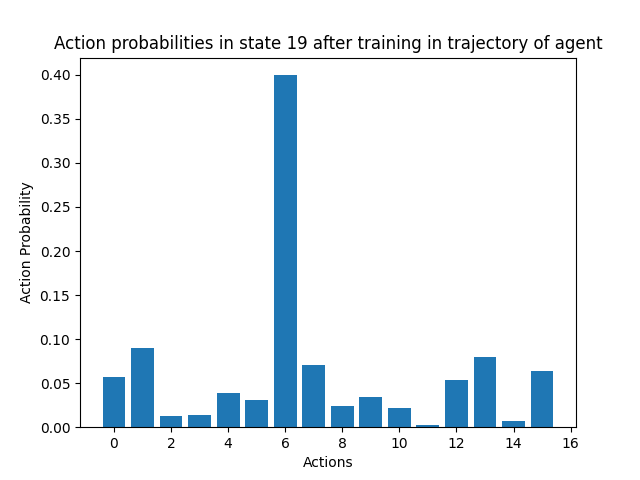 Action probabilities in state 19 after training in trajectory of agent
0.40
0.35
0.30
0.25
0.20
0.15
0.10
0.05
0.00
Action Probability
0 2 4 6 8 10 12 14 16
Actions